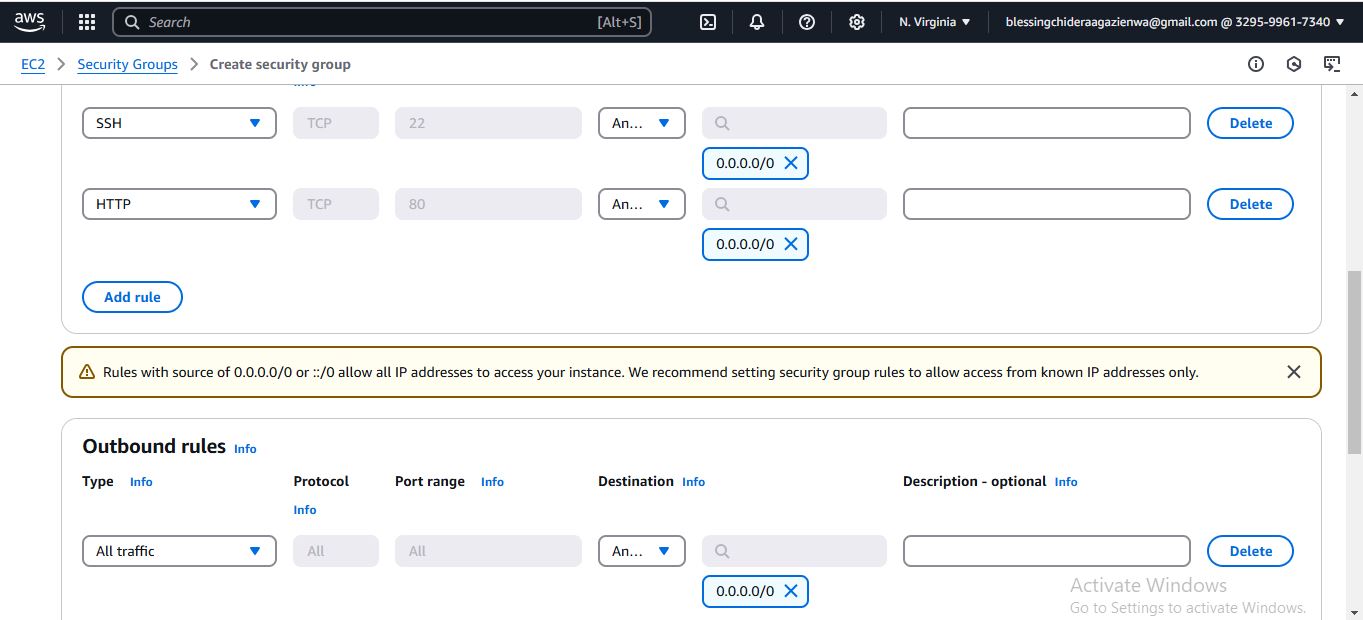 aws
Search [Alt+S] N. Virginia blessingchideraagazienwa@gmail.com @ 3295-9961-7340
EC2 Security Groups Create security group
SSH TCP 22 An... Delete
0.0.0.0/0
HTTP TCP 80 An... Delete
0.0.0.0/0
Add rule
Rules with source of 0.0.0.0/0 or ::/0 allow all IP addresses to access your instance. We recommend setting security group rules to allow access from known IP addresses only.
Outbound rules Info
Type Info Protocol Port range Info Destination Info Description - optional Info
Info
All traffic All All An... Delete
0.0.0.0/0
Activate Windows
Go to Settings to activate Windows.